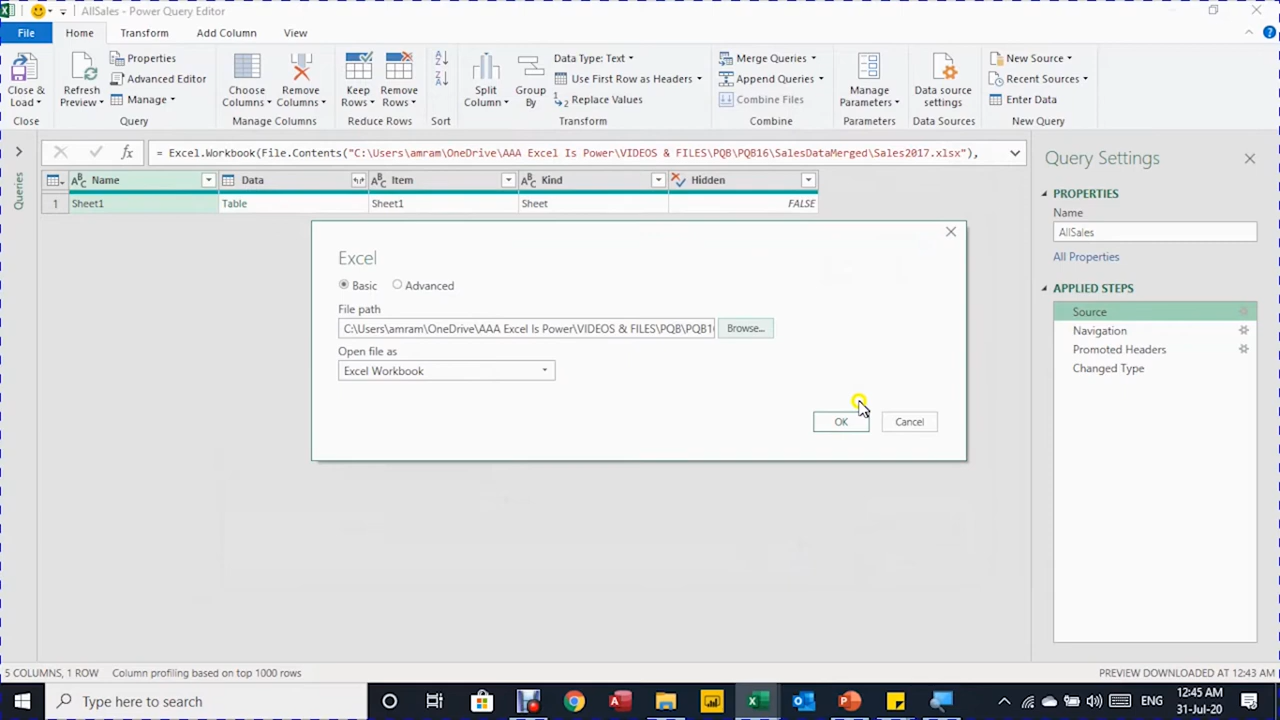 AllSales - Power Query Editor
File Home Transform Add Column View
Close & Load
Refresh Preview
Properties
Advanced Editor
Manage
Choose Columns
Remove Columns
Keep Rows
Remove Rows
Split Column
Group By
Data Type: Text
Use First Row as Headers
Replace Values
Merge Queries
Append Queries
Combine Files
Manage Parameters
Data source settings
New Source
Recent Sources
Enter Data
Close Query Manage Columns Reduce Rows Sort Transform Combine Parameters Data Sources New Query
Queries
fx = Excel.Workbook(File.Contents("C:\Users\amram\OneDrive\AAA Excel Is Power\VIDEOS & FILES\PQB\PQB16\SalesDataMerged\Sales2017.xlsx"),
Name Data Item Kind Hidden
1 Sheet1 Table Sheet1 Sheet FALSE
Excel
Basic Advanced
File path
C:\Users\amram\OneDrive\AAA Excel Is Power\VIDEOS & FILES\PQB\PQB16 Browse...
Open file as
Excel Workbook
OK Cancel
Query Settings
PROPERTIES
Name
AllSales
All Properties
APPLIED STEPS
Source
Navigation
Promoted Headers
Changed Type
5 COLUMNS, 1 ROW Column profiling based on top 1000 rows PREVIEW DOWNLOADED AT 12:43 AM
Type here to search
ENG
12:45 AM
31-Jul-20